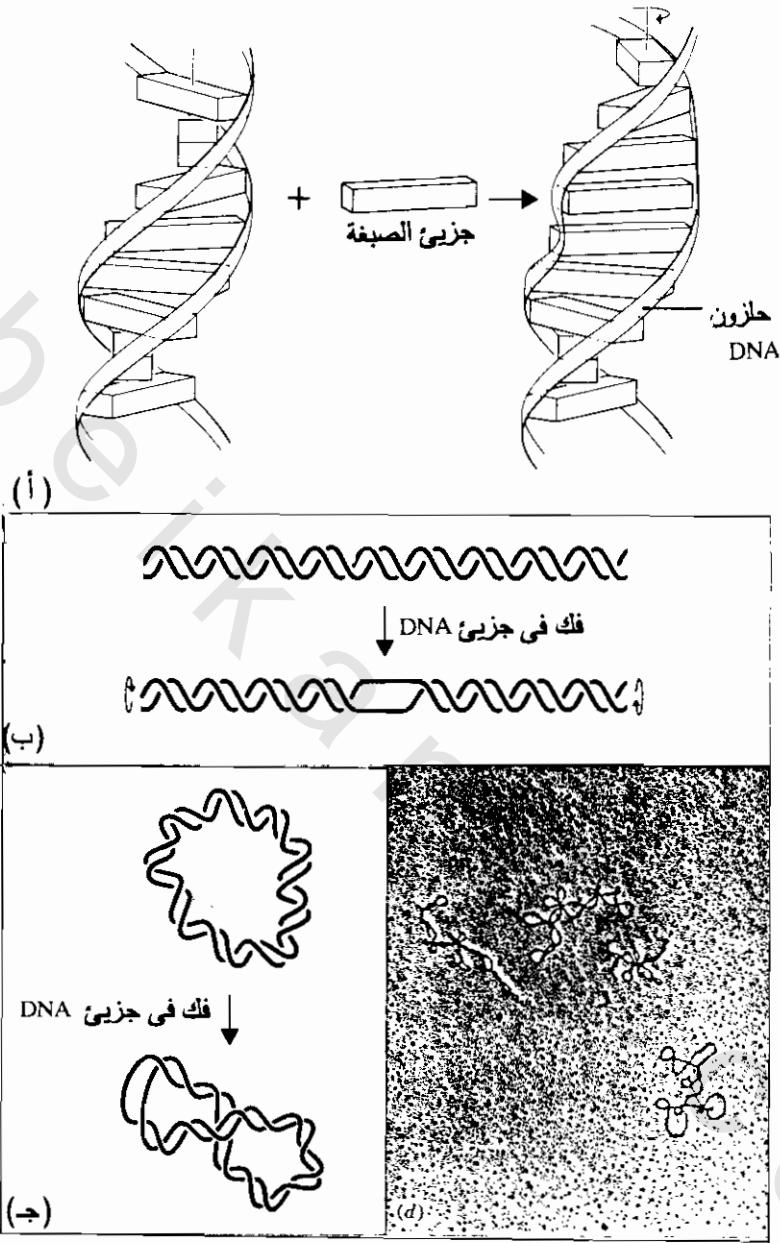 +
جزيئ الصبغة
حلزون
DNA
(أ)
فك فى جزيئ DNA
(ب)
فك فى جزيئ DNA
(جـ)
(d)